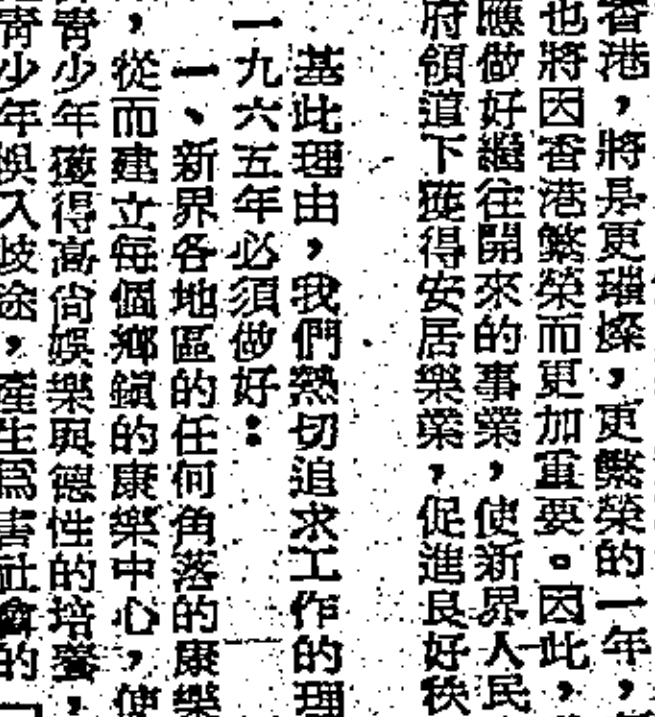 香港，將是更璀燦，更繁榮的一年，
也將因香港繁榮而更加重要。因此，
應做好繼往開來的事業，使新界人民
府領道下獲得安居樂業，促進良好秩
基此理由，我們熱切追求工作的理
一九六五年必須做好：
一、新界各地區的任何角落的康樂
，從而建立每個鄉鎭的康樂中心，使
青少年獲得高尙娛樂與德性的培養，
青少年誤入歧途，產生爲害社會的